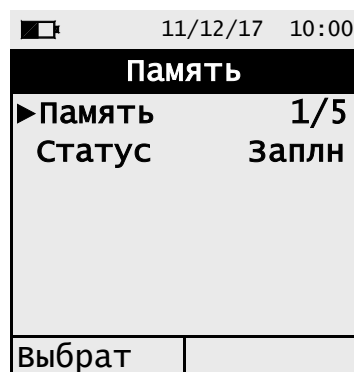 11/12/17 10:00
Память
▶Память 1/5
Статус Заплн
Выбрат